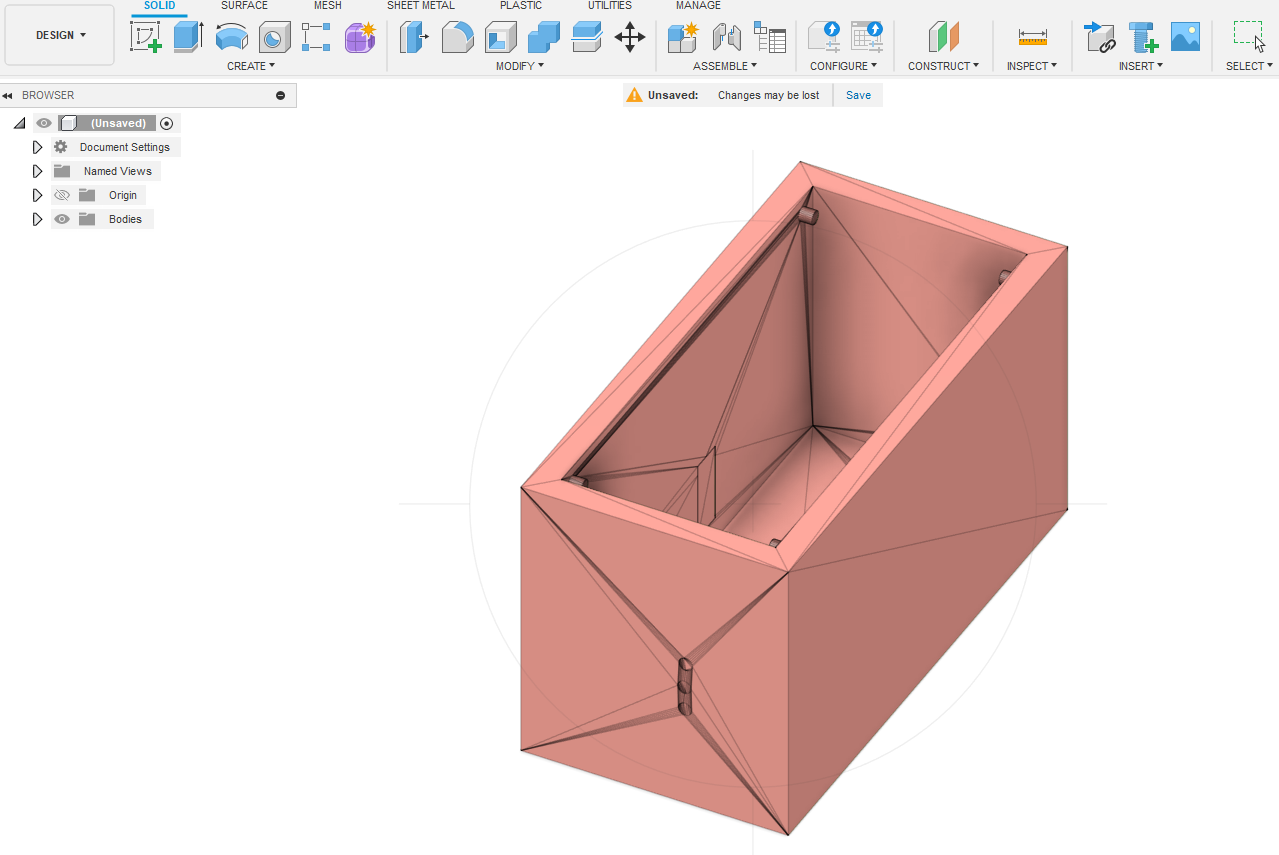 SOLID SURFACE MESH SHEET METAL PLASTIC UTILITIES MANAGE
DESIGN
CREATE MODIFY ASSEMBLE CONFIGURE CONSTRUCT INSPECT INSERT SELECT
BROWSER
Unsaved: Changes may be lost Save
(Unsaved)
Document Settings
Named Views
Origin
Bodies